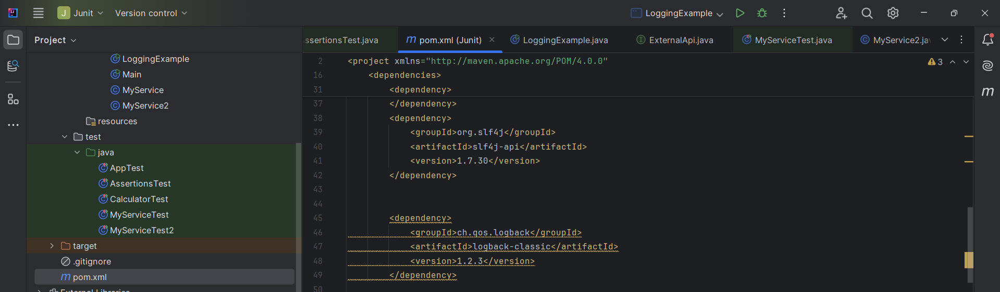 J Junit Version control LoggingExample
Project
ssertionsTest.java pom.xml (Junit) LoggingExample.java ExternalApi.java MyServiceTest.java MyService2.jav
LoggingExample
Main
MyService
MyService2
resources
test
java
AppTest
AssertionsTest
CalculatorTest
MyServiceTest
MyServiceTest2
target
.gitignore
pom.xml
External Libraries
3
2 <project xmlns="http://maven.apache.org/POM/4.0.0"
16 <dependencies>
31 <dependency>
37 </dependency>
38 <dependency>
39 <groupId>org.slf4j</groupId>
40 <artifactId>slf4j-api</artifactId>
41 <version>1.7.30</version>
42 </dependency>
43
44
45 <dependency>
46 <groupId>ch.qos.logback</groupId>
47 <artifactId>logback-classic</artifactId>
48 <version>1.2.3</version>
49 </dependency>
50